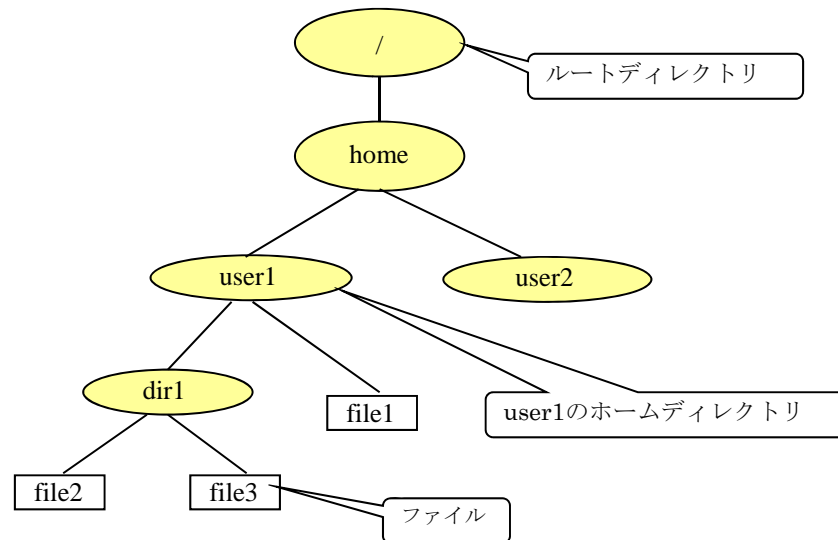 /
ルートディレクトリ
home
user1
user2
dir1
file1
user1のホームディレクトリ
file2
file3
ファイル